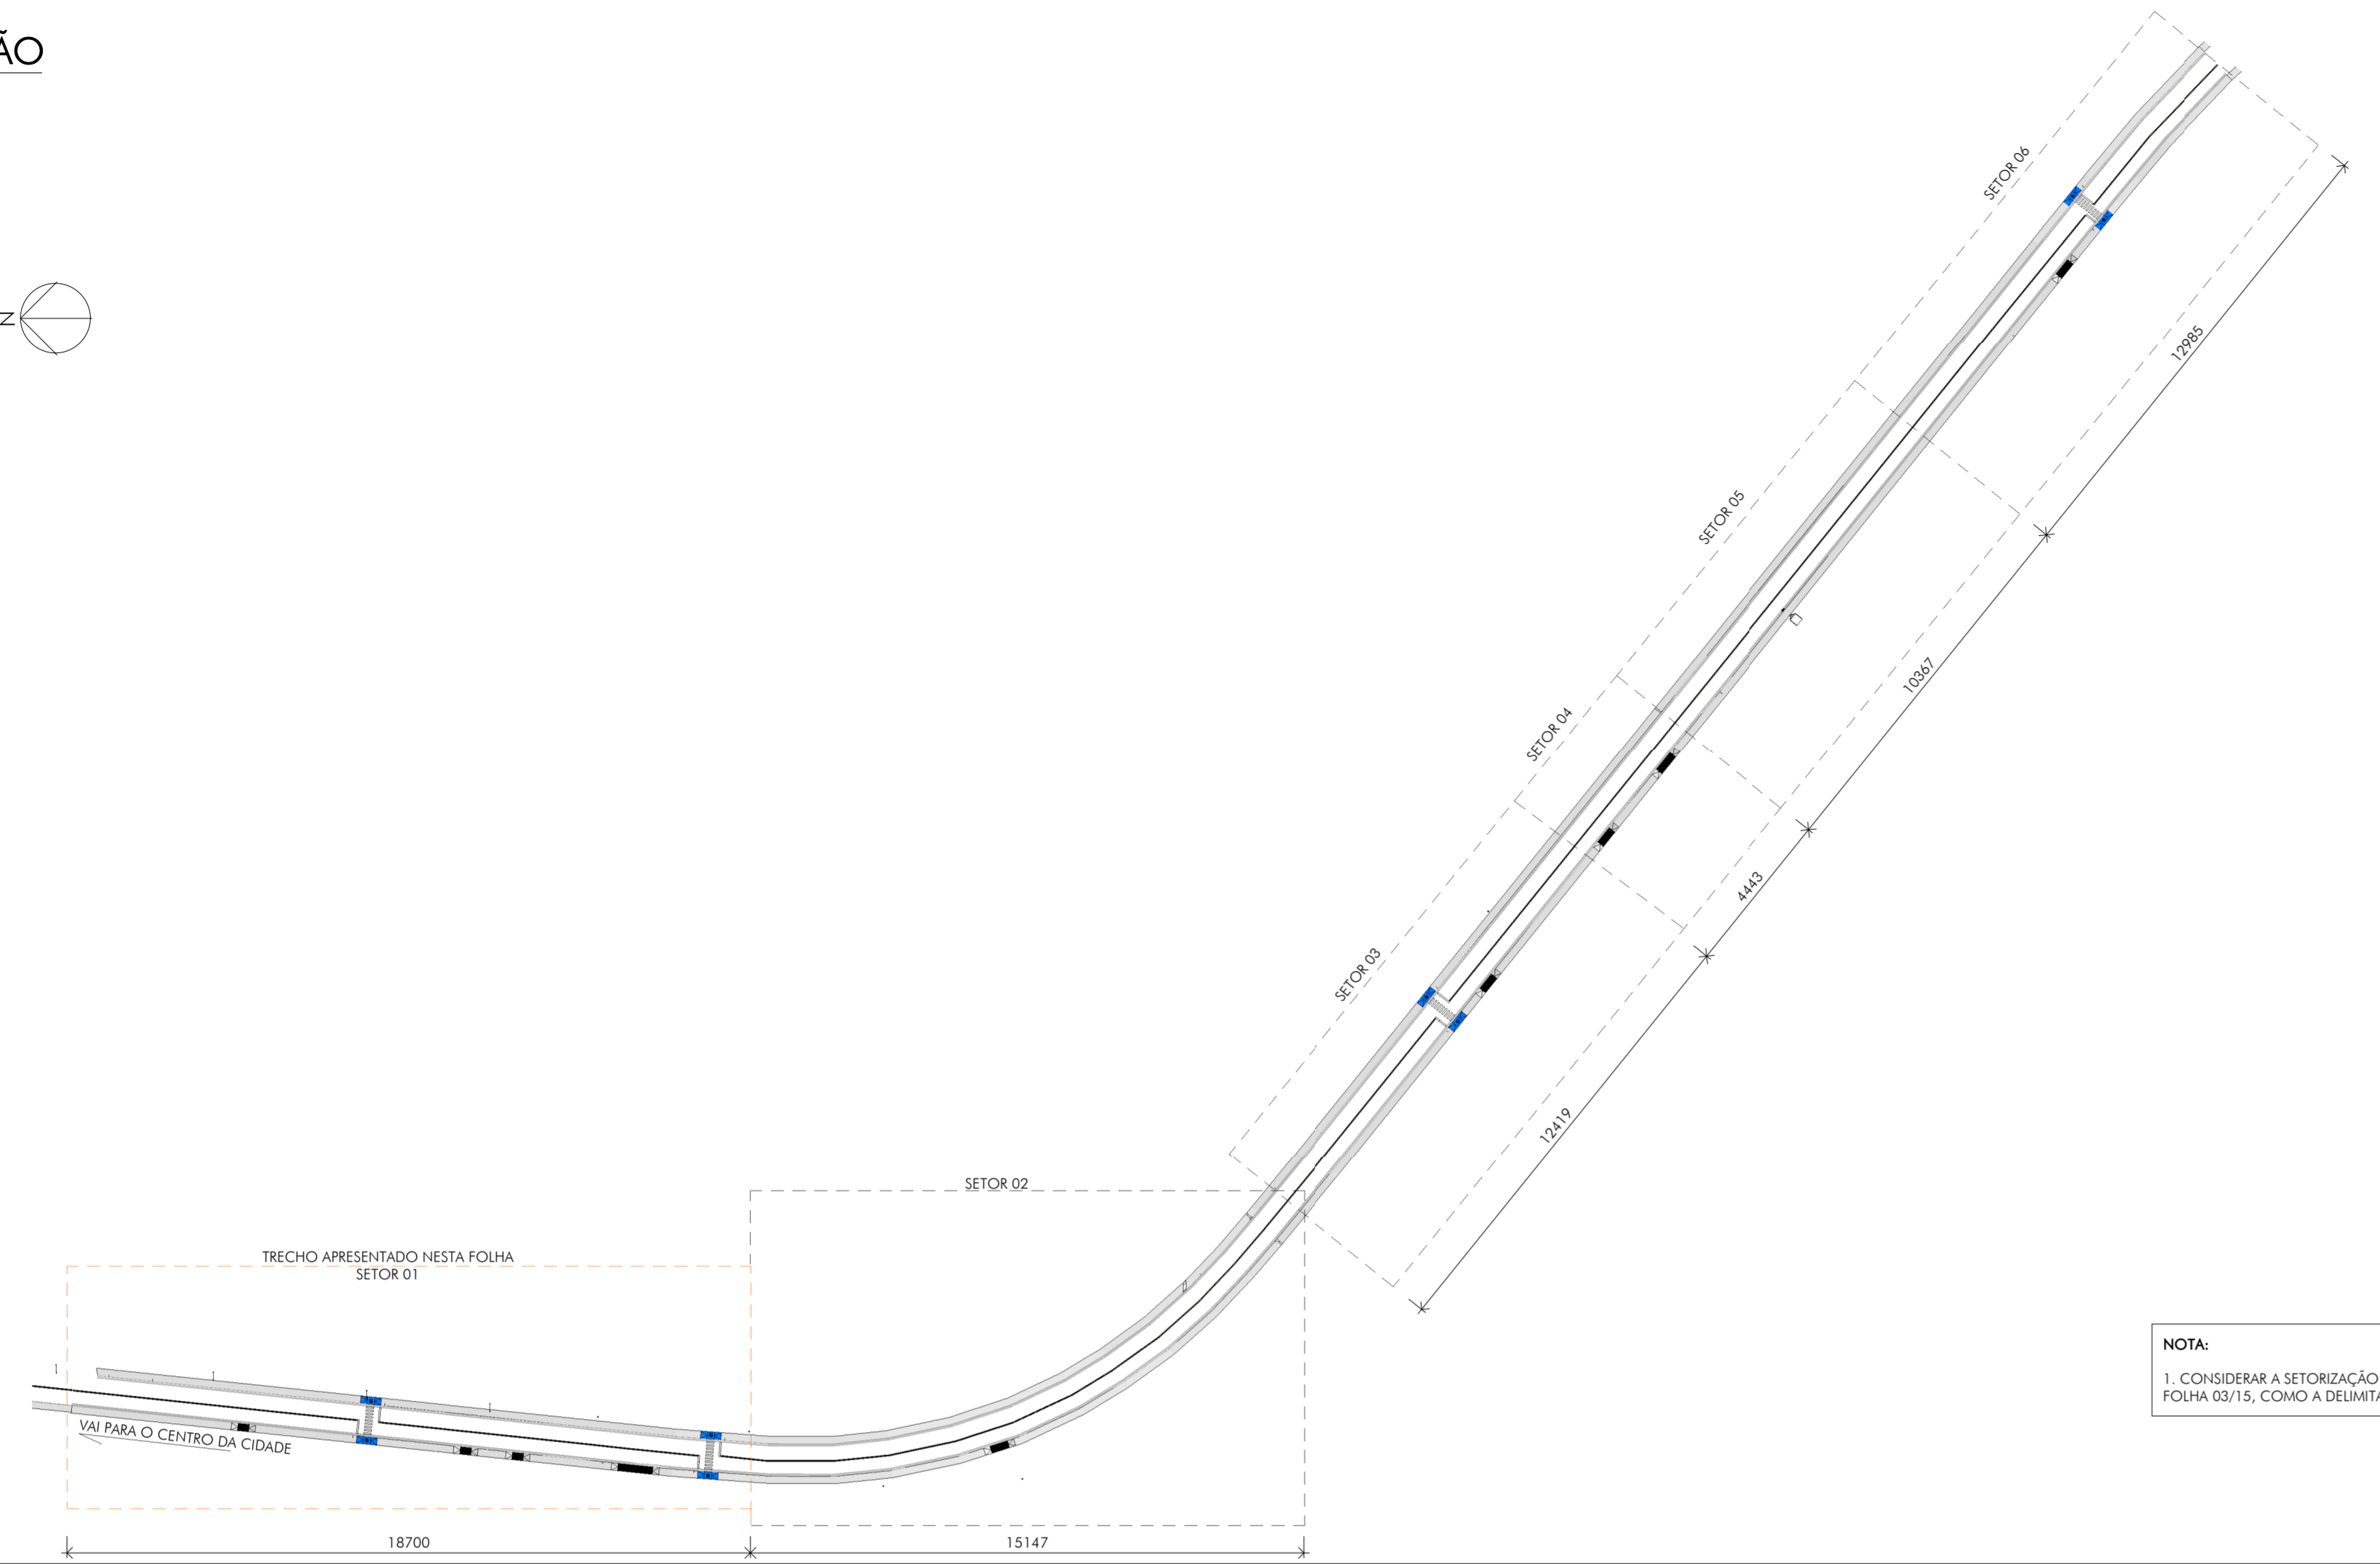 ÃO
N
SETOR 06
12985
SETOR 05
10367
SETOR 04
4443
SETOR 03
12419
SETOR 02
TRECHO APRESENTADO NESTA FOLHA
SETOR 01
VAI PARA O CENTRO DA CIDADE
18700
15147
NOTA:
1. CONSIDERAR A SETORIZAÇÃO
FOLHA 03/15, COMO A DELIMITA